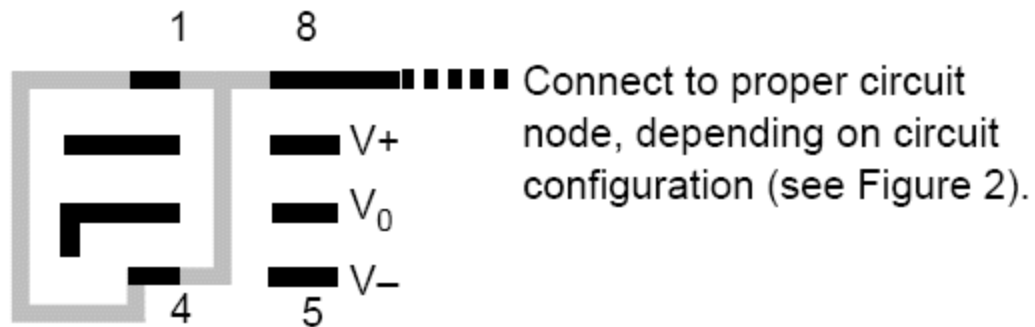 1 8
Connect to proper circuit
V+ node, depending on circuit
configuration (see Figure 2).
V0
V–
4 5